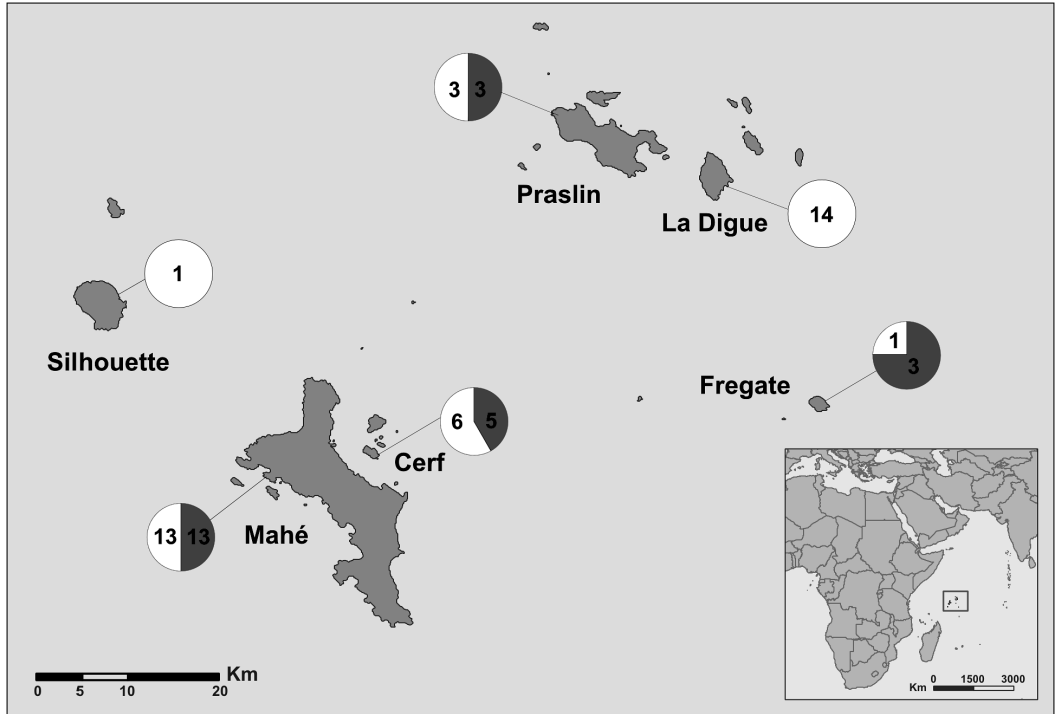 3 3
Praslin
La Digue
14
1
Silhouette
1
3
Fregate
6 5
Cerf
13 13
Mahé
Km
0 5 10 20
Km
0 1500 3000